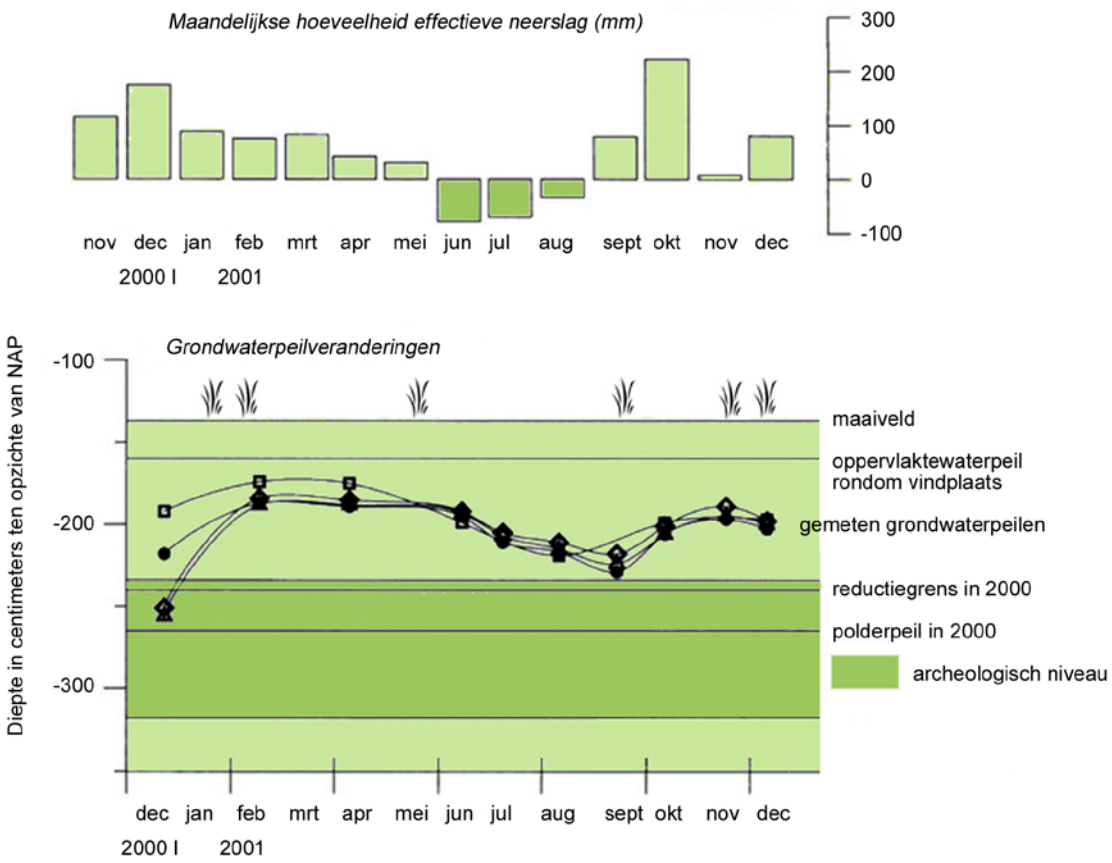 Maandelijkse hoeveelheid effectieve neerslag (mm)
300
200
100
0
-100
nov dec jan feb mrt apr mei jun jul aug sept okt nov dec
2000 I 2001
Grondwaterpeilveranderingen
Diepte in centimeters ten opzichte van NAP
-100
-200
-300
maaiveld
oppervlaktewaterpeil
rondom vindplaats
gemeten grondwaterpeilen
reductiegrens in 2000
polderpeil in 2000
archeologisch niveau
dec jan feb mrt apr mei jun jul aug sept okt nov dec
2000 I 2001